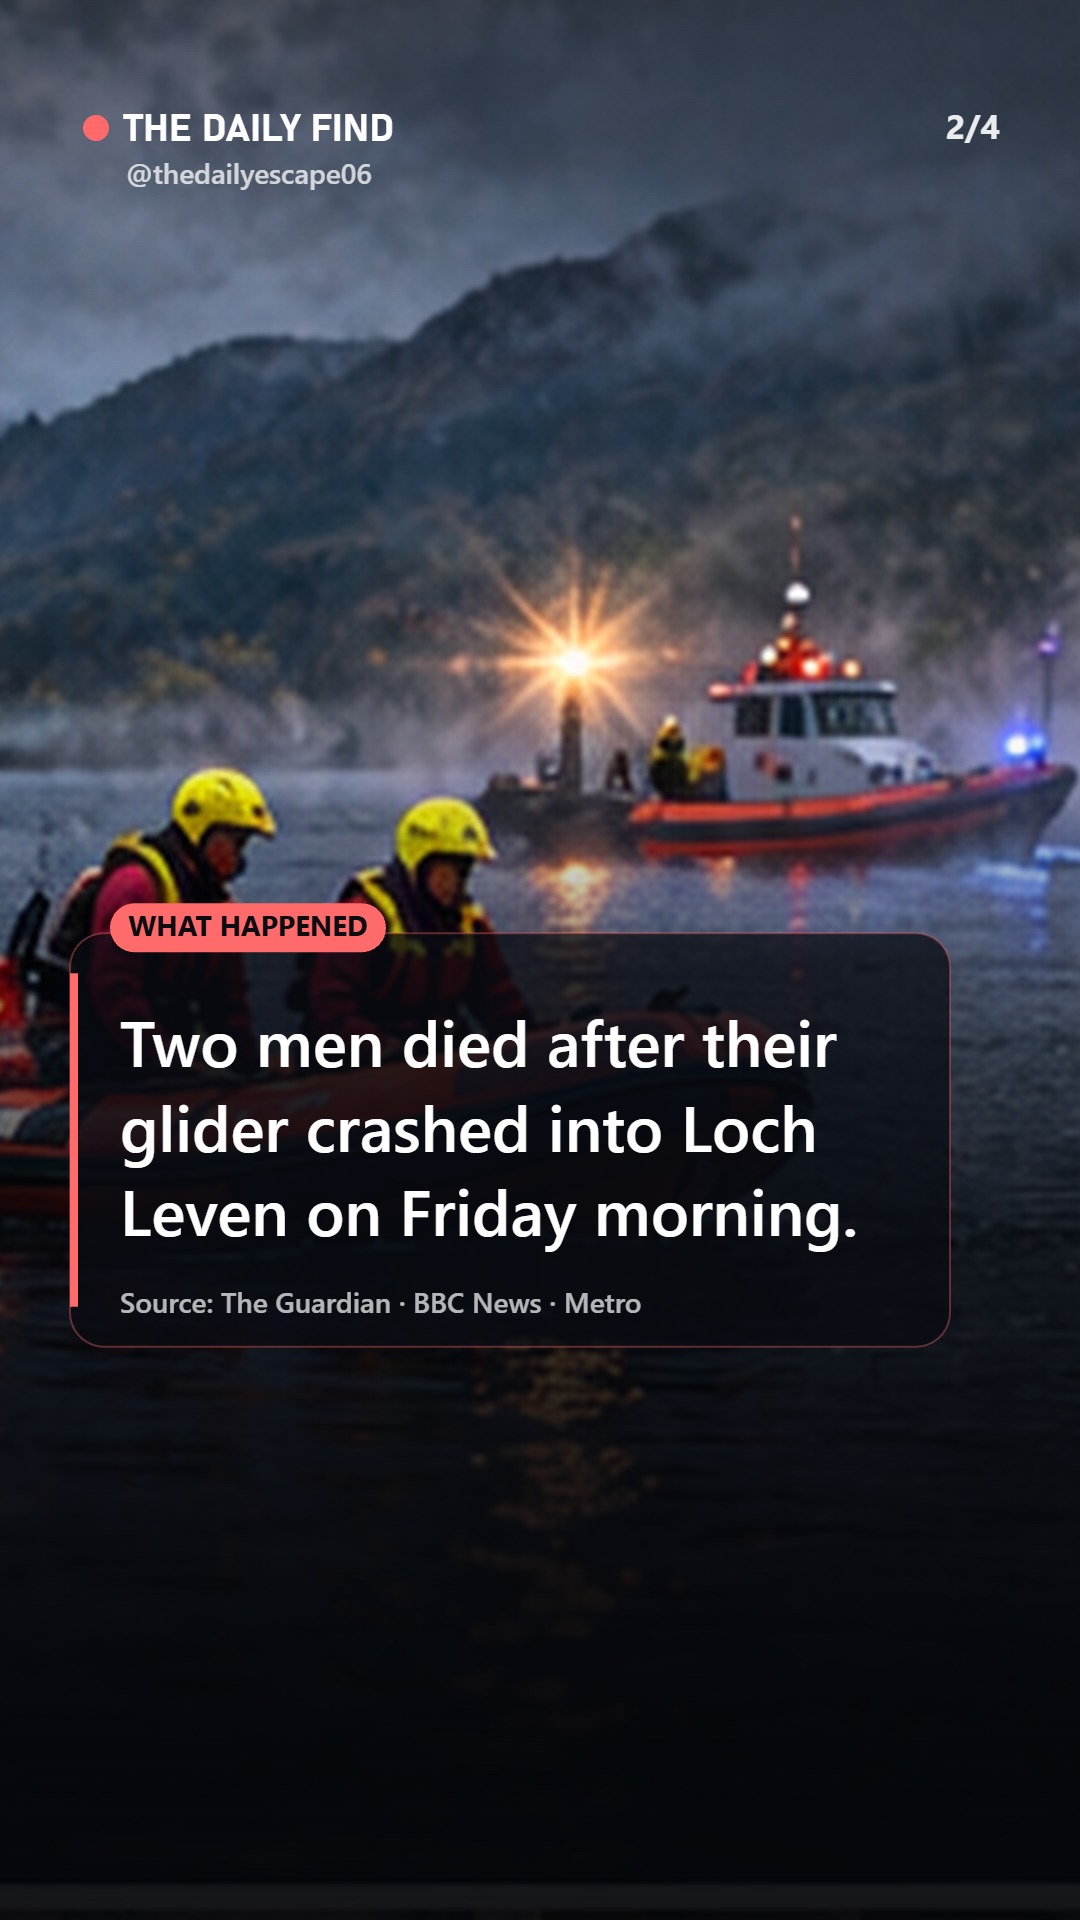 THE DAILY FIND
2/4
@thedailyescape06
WHAT HAPPENED
Two men died after their
glider crashed into Loch
Leven on Friday morning.
Source: The Guardian · BBC News · Metro